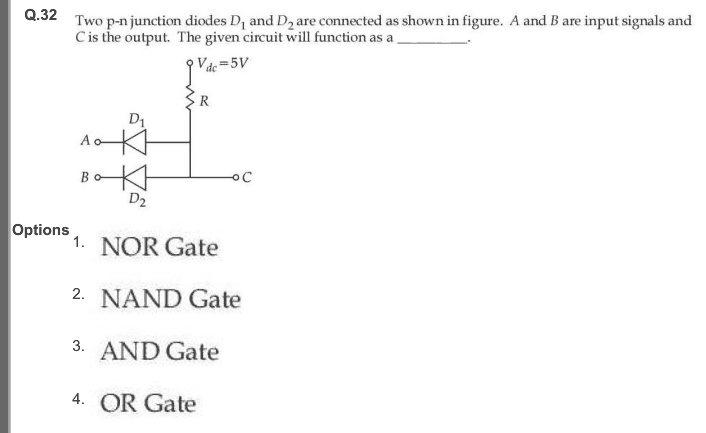 Q.32 Two p-n junction diodes D₁ and D₂ are connected as shown in figure. A and B are input signals and
C is the output. The given circuit will function as a ________.
V_dc=5V
R
D₁
A
B
C
D₂
Options
1. NOR Gate
2. NAND Gate
3. AND Gate
4. OR Gate